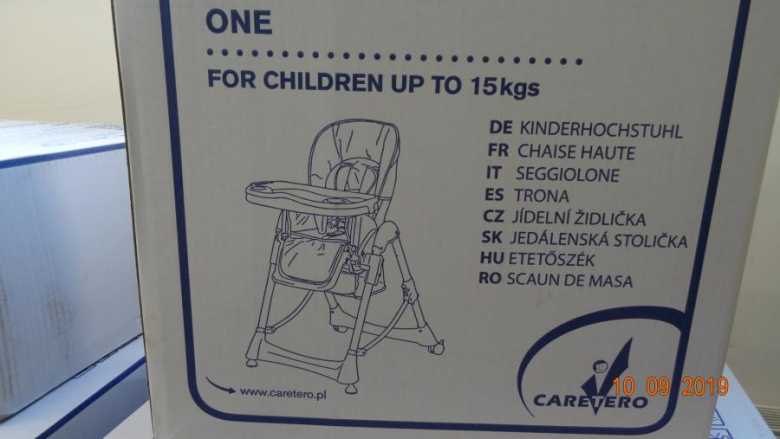 ONE
FOR CHILDREN UP TO 15kgs
DE KINDERHOCHSTUHL
FR CHAISE HAUTE
IT SEGGIOLONE
ES TRONA
CZ JÍDELNÍ ŽIDLIČKA
SK JEDÁLENSKÁ STOLIČKA
HU ETETŐSZÉK
RO SCAUN DE MASA
www.caretero.pl
CARETERO
10 09 2019